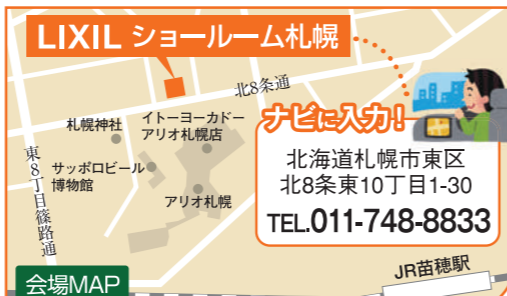 LIXIL ショールーム札幌
北8条通
ナビに入力!
札幌神社
イトーヨーカドー
アリオ札幌店
サッポロビール
博物館
アリオ札幌
東8丁目篠路通
北海道札幌市東区
北8条東10丁目1-30
TEL.011-748-8833
JR苗穂駅
会場MAP